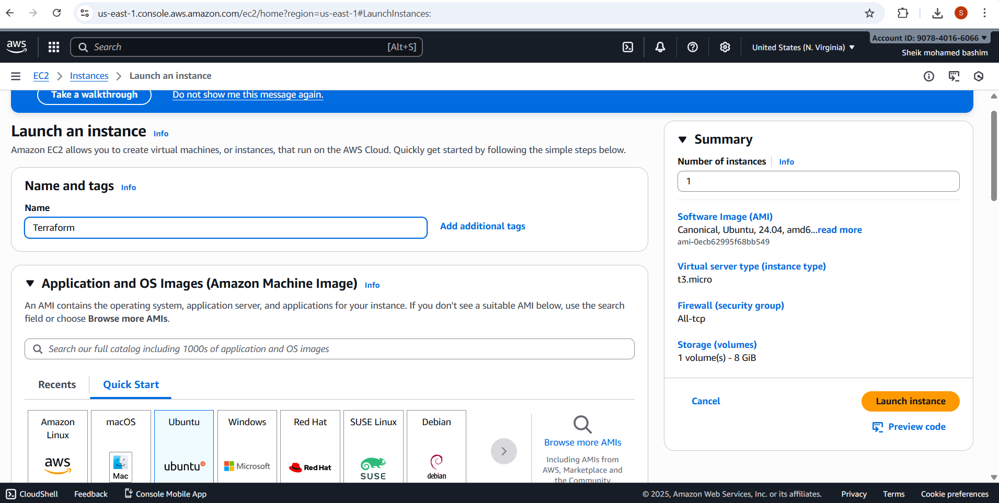 us-east-1.console.aws.amazon.com/ec2/home?region=us-east-1#LaunchInstances:
S
aws
Search
[Alt+S]
United States (N. Virginia) ▼
Account ID: 9078-4016-6066 ▼
Sheik mohamed bashim
EC2 > Instances > Launch an instance
Take a walkthrough
Do not show me this message again.
Launch an instance Info
Amazon EC2 allows you to create virtual machines, or instances, that run on the AWS Cloud. Quickly get started by following the simple steps below.
Name and tags Info
Name
Terraform
Add additional tags
▼ Application and OS Images (Amazon Machine Image) Info
An AMI contains the operating system, application server, and applications for your instance. If you don't see a suitable AMI below, use the search
field or choose Browse more AMIs.
Search our full catalog including 1000s of application and OS images
Recents
Quick Start
Amazon
Linux
aws
macOS
Mac
Ubuntu
ubuntu
Windows
Microsoft
Red Hat
Red Hat
SUSE Linux
SUSE
Debian
debian
Browse more AMIs
Including AMIs from
AWS, Marketplace and
the Community
▼ Summary
Number of instances Info
1
Software Image (AMI)
Canonical, Ubuntu, 24.04, amd6...read more
ami-0ecb62995f68bb549
Virtual server type (instance type)
t3.micro
Firewall (security group)
All-tcp
Storage (volumes)
1 volume(s) - 8 GiB
Cancel
Launch instance
Preview code
CloudShell
Feedback
Console Mobile App
© 2025, Amazon Web Services, Inc. or its affiliates.
Privacy
Terms
Cookie preferences